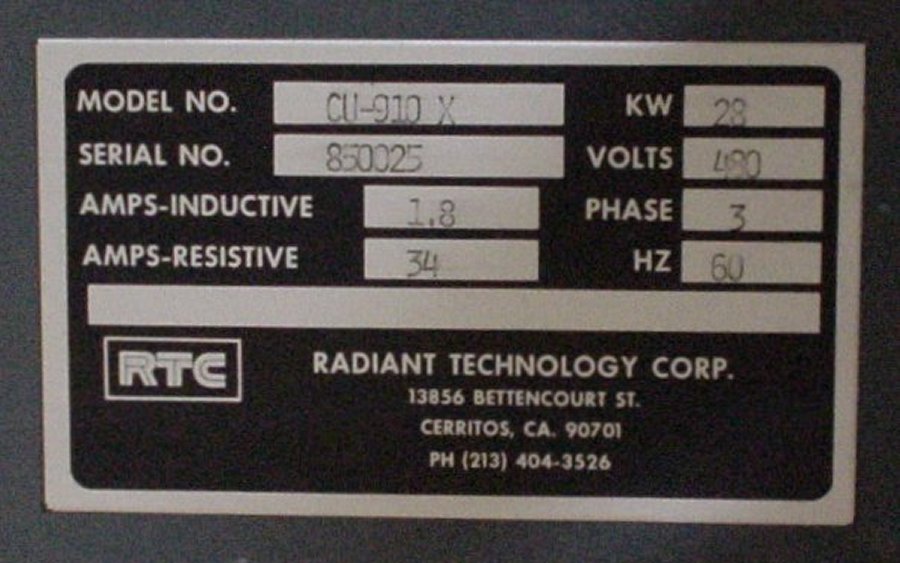 MODEL NO. CU-910 X KW 28
SERIAL NO. 850025 VOLTS 480
AMPS-INDUCTIVE 1.8 PHASE 3
AMPS-RESISTIVE 34 HZ 60
RTC RADIANT TECHNOLOGY CORP.
13856 BETTENCOURT ST.
CERRITOS, CA. 90701
PH (213) 404-3526